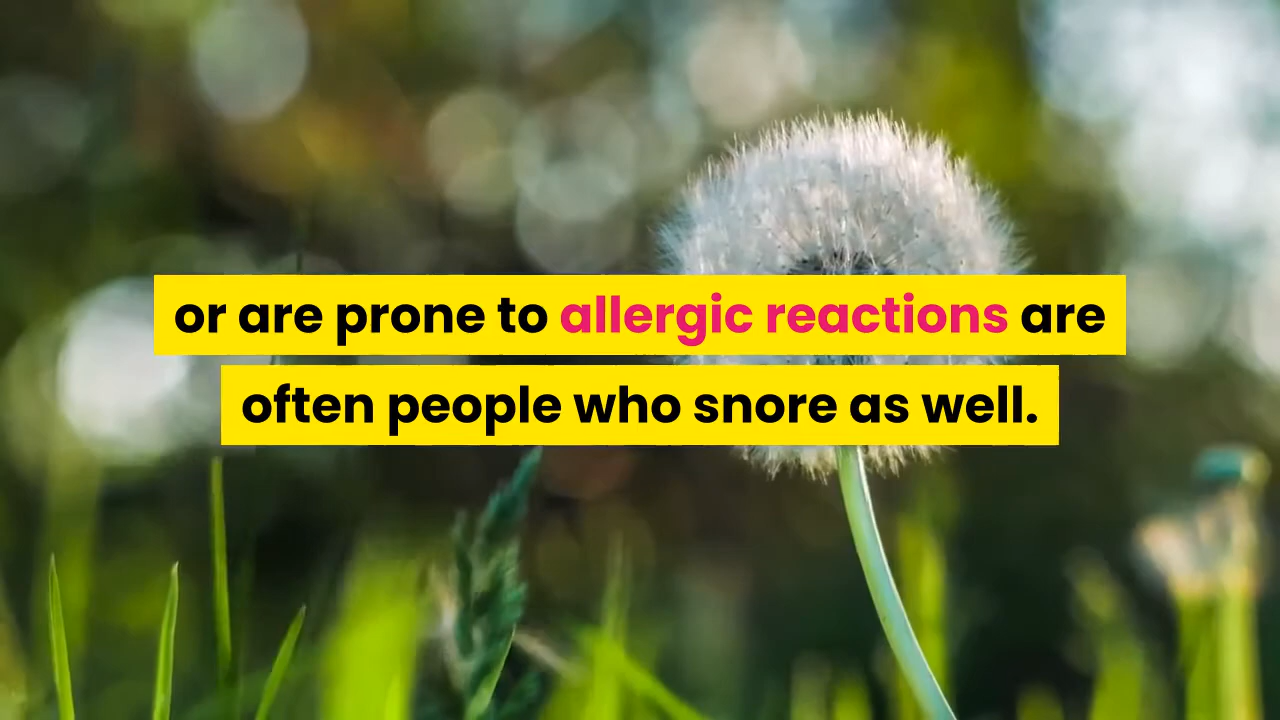 or are prone to allergic reactions are
often people who snore as well.